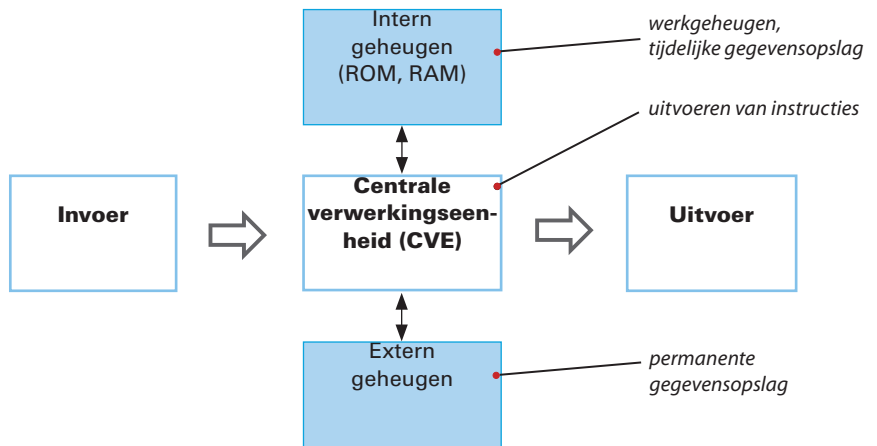 Intern
geheugen
(ROM, RAM)
werkgeheugen,
tijdelijke gegevensopslag
uitvoeren van instructies
Invoer
Centrale
verwerkingseen-
heid (CVE)
Uitvoer
Extern
geheugen
permanente
gegevensopslag